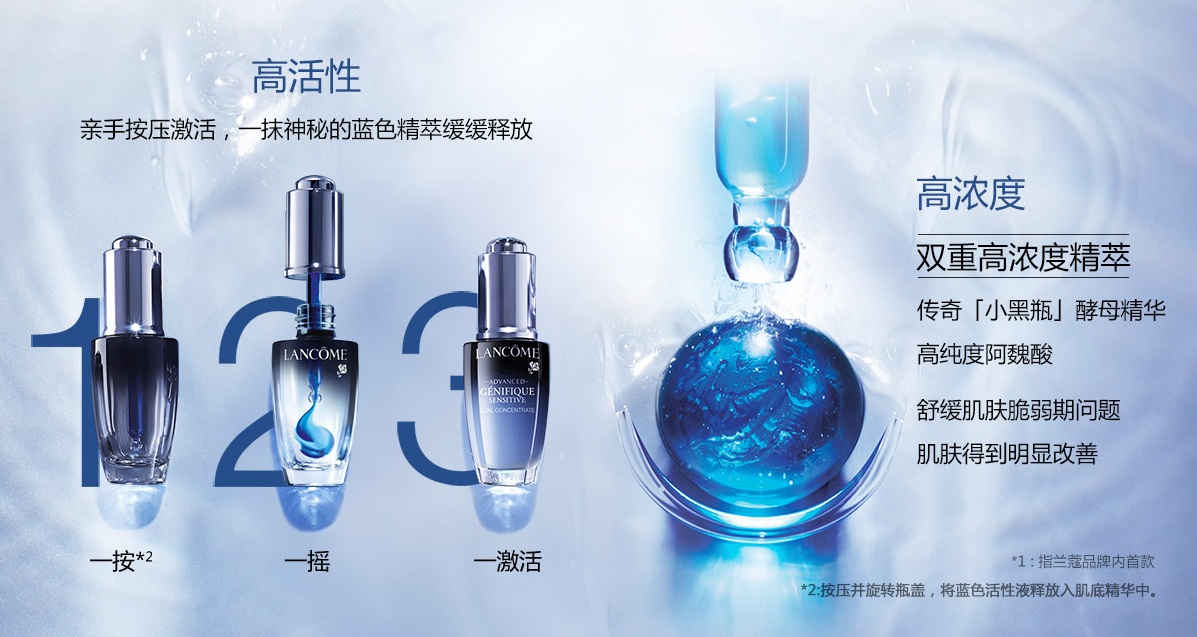 高活性
亲手按压激活，一抹神秘的蓝色精萃缓缓释放
1 2 3
LANCÔME
LANCÔME
ADVANCED
GÉNIFIQUE
SENSITIVE
DUAL CONCENTRATE
一按*2
一摇
一激活
高浓度
双重高浓度精萃
传奇「小黑瓶」酵母精华
高纯度阿魏酸
舒缓肌肤脆弱期问题
肌肤得到明显改善
*1：指兰蔻品牌内首款
*2:按压并旋转瓶盖，将蓝色活性液释放入肌底精华中。